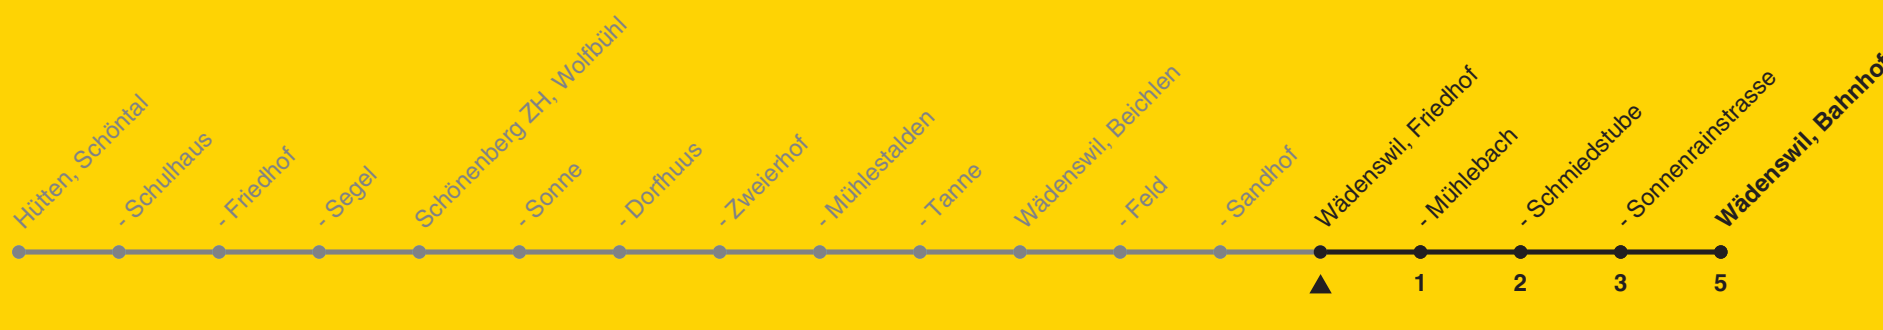 Hütten, Schöntal
- Schulhaus
- Friedhof
- Segel
Schönenberg ZH, Wolfbühl
- Sonne
- Dorfhuus
- Zweierhof
- Mühlestalden
- Tanne
Wädenswil, Beichlen
- Feld
- Sandhof
Wädenswil, Friedhof
- Mühlebach
- Schmiedstube
- Sonnenrainstrasse
Wädenswil, Bahnhof
1
2
3
5